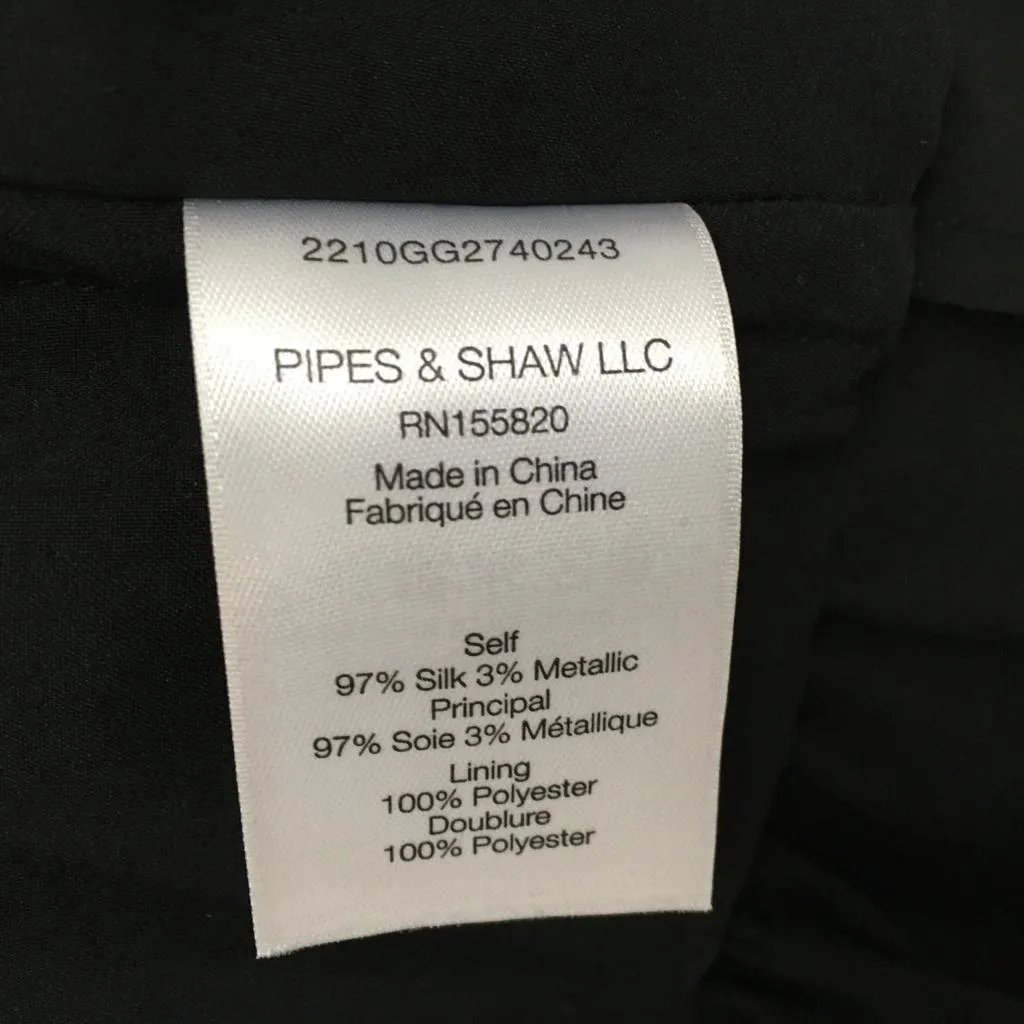 2210GG2740243
PIPES & SHAW LLC
RN155820
Made in China
Fabriqué en Chine
Self
97% Silk 3% Metallic
Principal
97% Soie 3% Métallique
Lining
100% Polyester
Doublure
100% Polyester